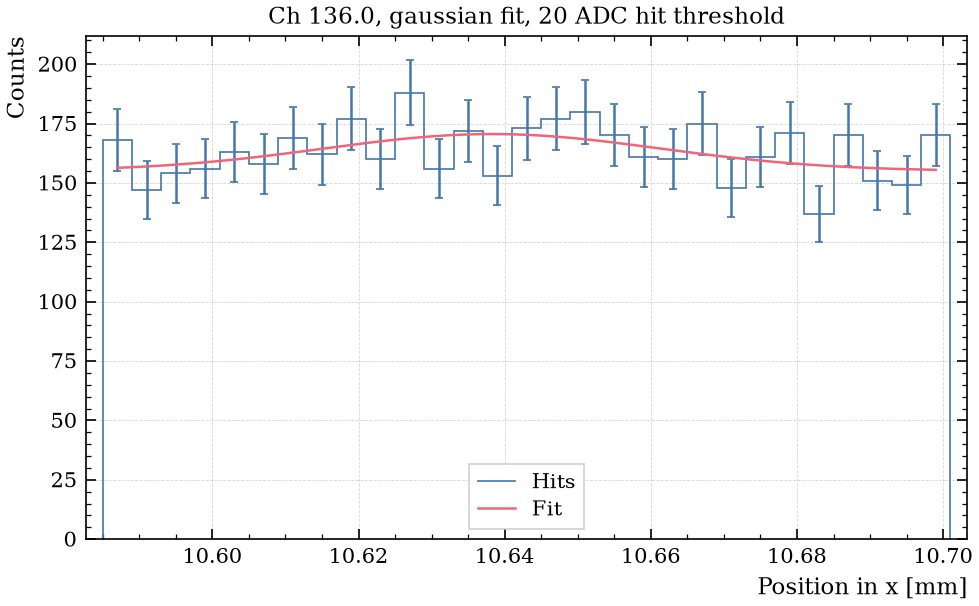 Ch 136.0, gaussian fit, 20 ADC hit threshold
Counts
200
175
150
125
100
75
50
25
0
Hits
Fit
10.60 10.62 10.64 10.66 10.68 10.70
Position in x [mm]